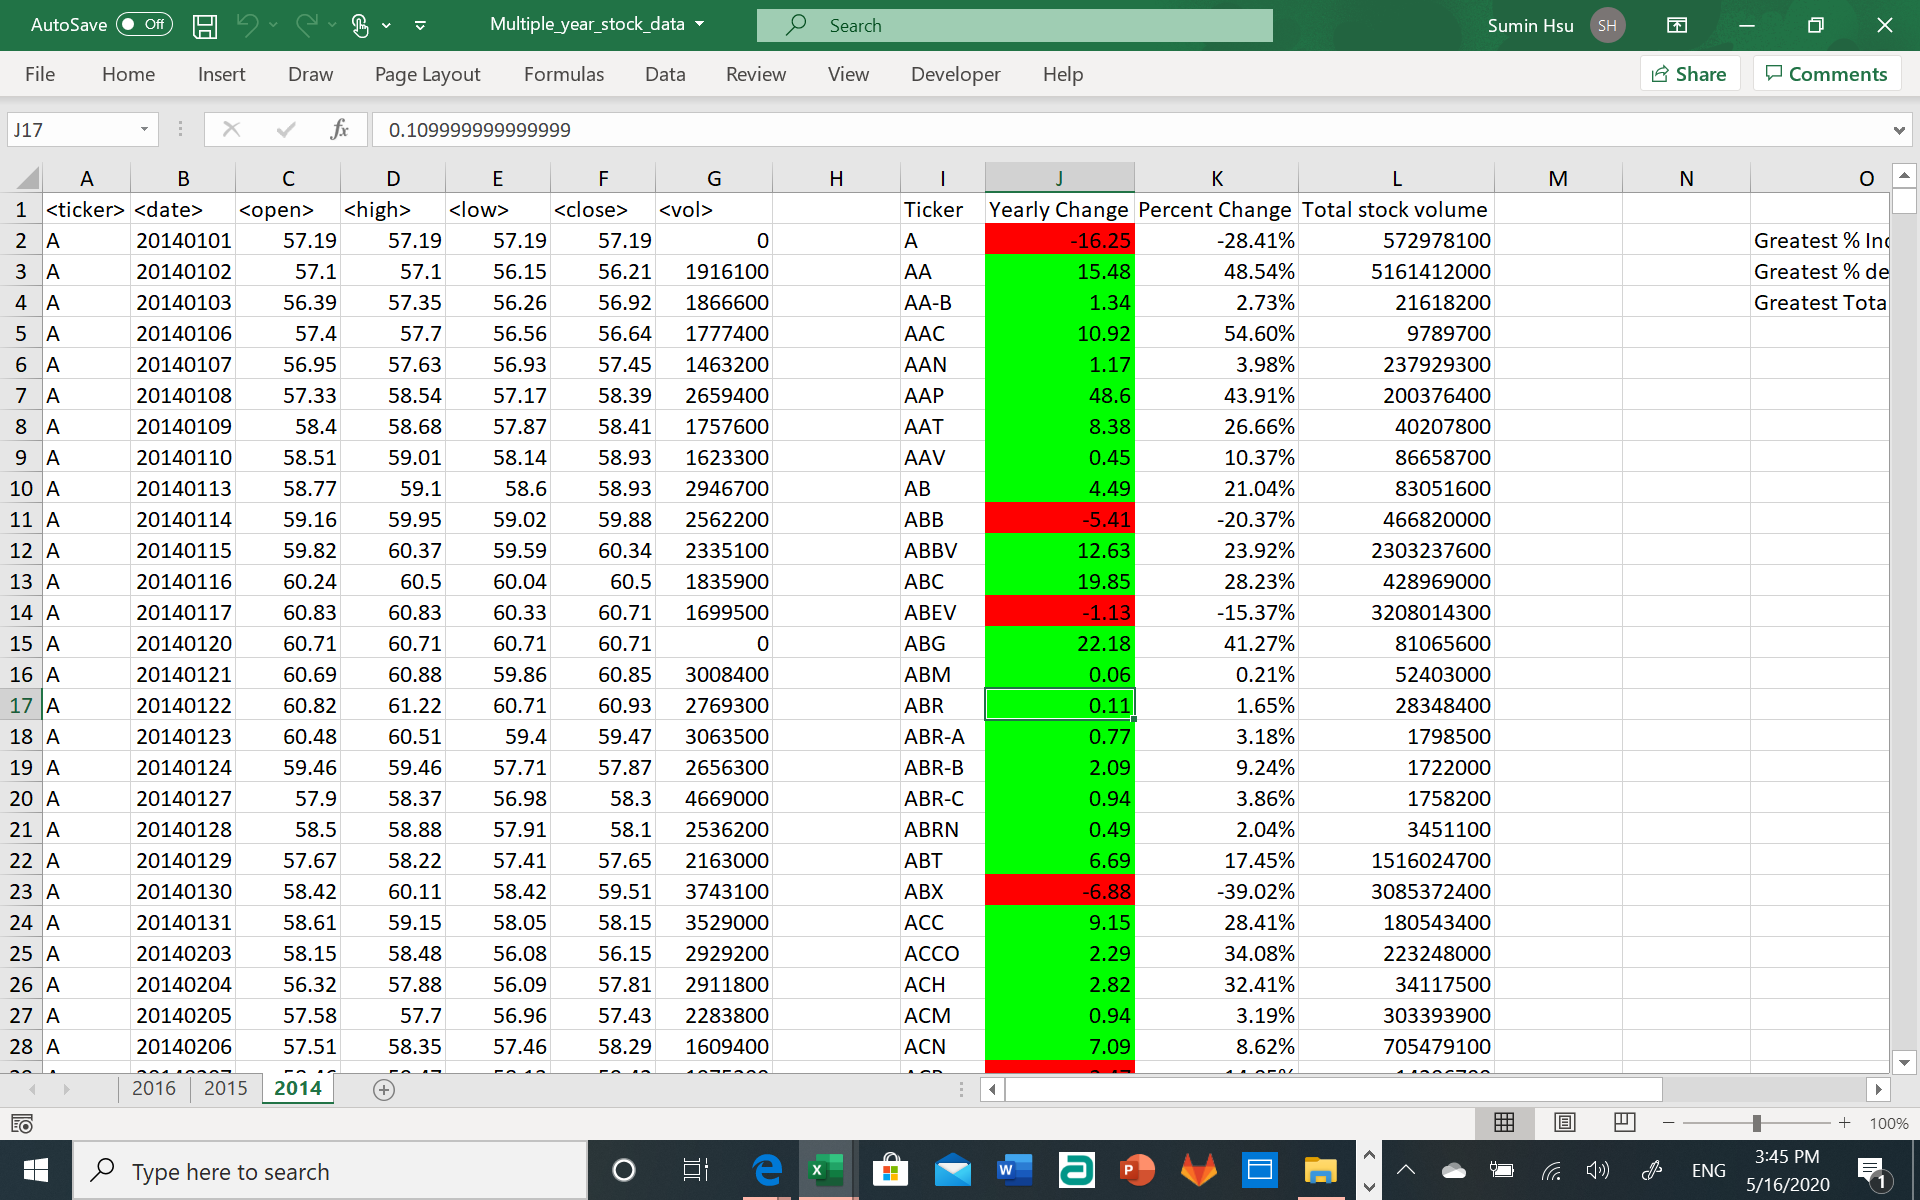 AutoSave Off Multiple_year_stock_data Search Sumin Hsu SH
File Home Insert Draw Page Layout Formulas Data Review View Developer Help Share Comments
J17 fx 0.109999999999999
A B C D E F G H I J K L M N O
1 <ticker> <date> <open> <high> <low> <close> <vol> Ticker Yearly Change Percent Change Total stock volume
2 A 20140101 57.19 57.19 57.19 57.19 0 A -16.25 -28.41% 572978100 Greatest % Inc
3 A 20140102 57.1 57.1 56.15 56.21 1916100 AA 15.48 48.54% 5161412000 Greatest % de
4 A 20140103 56.39 57.35 56.26 56.92 1866600 AA-B 1.34 2.73% 21618200 Greatest Tota
5 A 20140106 57.4 57.7 56.56 56.64 1777400 AAC 10.92 54.60% 9789700
6 A 20140107 56.95 57.63 56.93 57.45 1463200 AAN 1.17 3.98% 237929300
7 A 20140108 57.33 58.54 57.17 58.39 2659400 AAP 48.6 43.91% 200376400
8 A 20140109 58.4 58.68 57.87 58.41 1757600 AAT 8.38 26.66% 40207800
9 A 20140110 58.51 59.01 58.14 58.93 1623300 AAV 0.45 10.37% 86658700
10 A 20140113 58.77 59.1 58.6 58.93 2946700 AB 4.49 21.04% 83051600
11 A 20140114 59.16 59.95 59.02 59.88 2562200 ABB -5.41 -20.37% 466820000
12 A 20140115 59.82 60.37 59.59 60.34 2335100 ABBV 12.63 23.92% 2303237600
13 A 20140116 60.24 60.5 60.04 60.5 1835900 ABC 19.85 28.23% 428969000
14 A 20140117 60.83 60.83 60.33 60.71 1699500 ABEV -1.13 -15.37% 3208014300
15 A 20140120 60.71 60.71 60.71 60.71 0 ABG 22.18 41.27% 81065600
16 A 20140121 60.69 60.88 59.86 60.85 3008400 ABM 0.06 0.21% 52403000
17 A 20140122 60.82 61.22 60.71 60.93 2769300 ABR 0.11 1.65% 28348400
18 A 20140123 60.48 60.51 59.4 59.47 3063500 ABR-A 0.77 3.18% 1798500
19 A 20140124 59.46 59.46 57.71 57.87 2656300 ABR-B 2.09 9.24% 1722000
20 A 20140127 57.9 58.37 56.98 58.3 4669000 ABR-C 0.94 3.86% 1758200
21 A 20140128 58.5 58.88 57.91 58.1 2536200 ABRN 0.49 2.04% 3451100
22 A 20140129 57.67 58.22 57.41 57.65 2163000 ABT 6.69 17.45% 1516024700
23 A 20140130 58.42 60.11 58.42 59.51 3743100 ABX -6.88 -39.02% 3085372400
24 A 20140131 58.61 59.15 58.05 58.15 3529000 ACC 9.15 28.41% 180543400
25 A 20140203 58.15 58.48 56.08 56.15 2929200 ACCO 2.29 34.08% 223248000
26 A 20140204 56.32 57.88 56.09 57.81 2911800 ACH 2.82 32.41% 34117500
27 A 20140205 57.58 57.7 56.96 57.43 2283800 ACM 0.94 3.19% 303393900
28 A 20140206 57.51 58.35 57.46 58.29 1609400 ACN 7.09 8.62% 705479100
2016 2015 2014
100%
Type here to search ENG 3:45 PM
5/16/2020 1